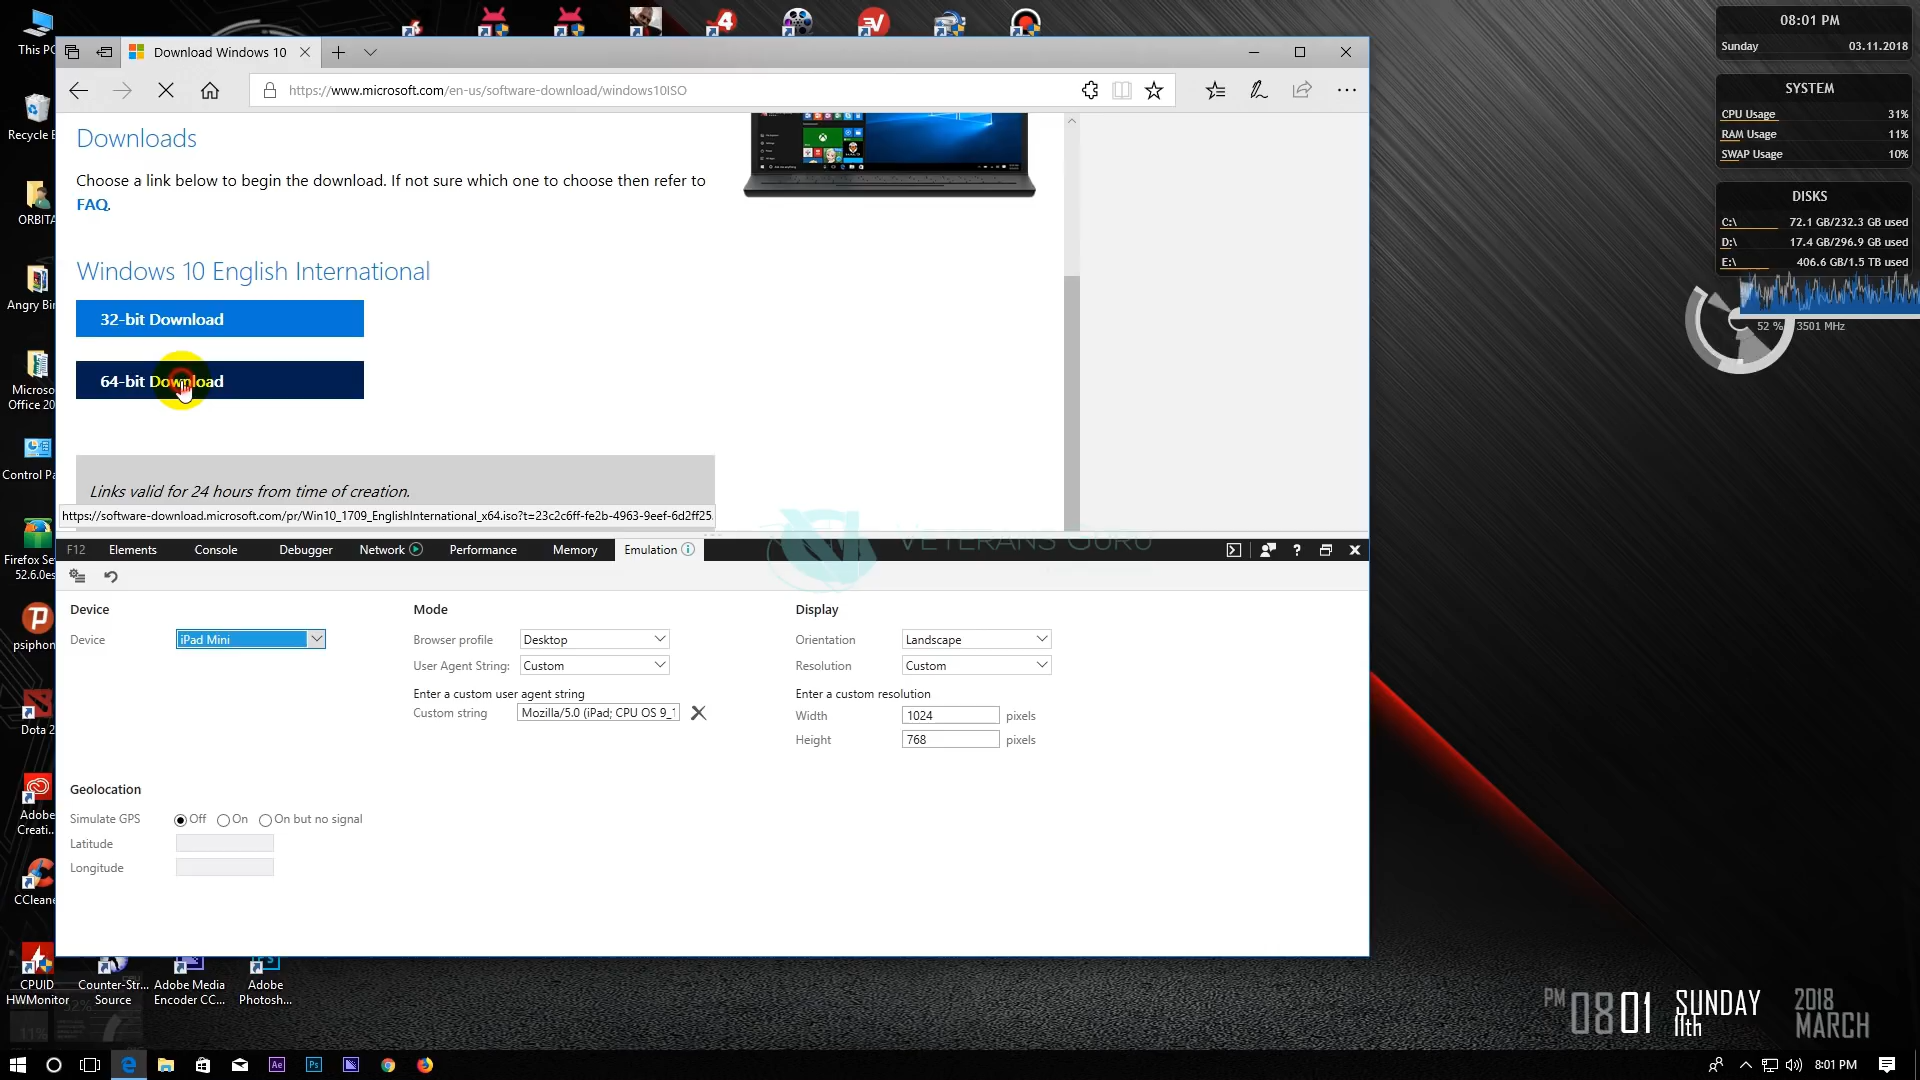 This PC
08:01 PM
Sunday 03.11.2018
Download Windows 10
https://www.microsoft.com/en-us/software-download/windows10ISO
SYSTEM
CPU Usage 31%
RAM Usage 11%
SWAP Usage 10%
DISKS
C:\ 72.1 GB/232.3 GB used
D:\ 17.4 GB/296.9 GB used
E:\ 406.6 GB/1.5 TB used
52 % 3501 MHz
Recycle B
ORBITA
Angry Bir
Microso
Office 20
Control Pa
Firefox Se
52.6.0es
psiphon
Dota 2
Adobe
Creati...
CCleane
CPUID
HWMonitor
Counter-Str...
Source
Adobe Media
Encoder CC...
Adobe
Photosh...
Downloads
Choose a link below to begin the download. If not sure which one to choose then refer to
FAQ.
Windows 10 English International
32-bit Download
64-bit Download
Links valid for 24 hours from time of creation.
https://software-download.microsoft.com/pr/Win10_1709_EnglishInternational_x64.iso?t=23c2c6ff-fe2b-4963-9eef-6d2ff25
VETERANS GURU
F12 Elements Console Debugger Network Performance Memory Emulation
Device Mode Display
Device iPad Mini Browser profile Desktop Orientation Landscape
User Agent String: Custom Resolution Custom
Enter a custom user agent string Enter a custom resolution
Custom string Mozilla/5.0 (iPad; CPU OS 9_1 Width 1024 pixels
Height 768 pixels
Geolocation
Simulate GPS Off On On but no signal
Latitude
Longitude
32%
11%
PM 08 01 SUNDAY 11th 2018 MARCH
Ae Ps
8:01 PM